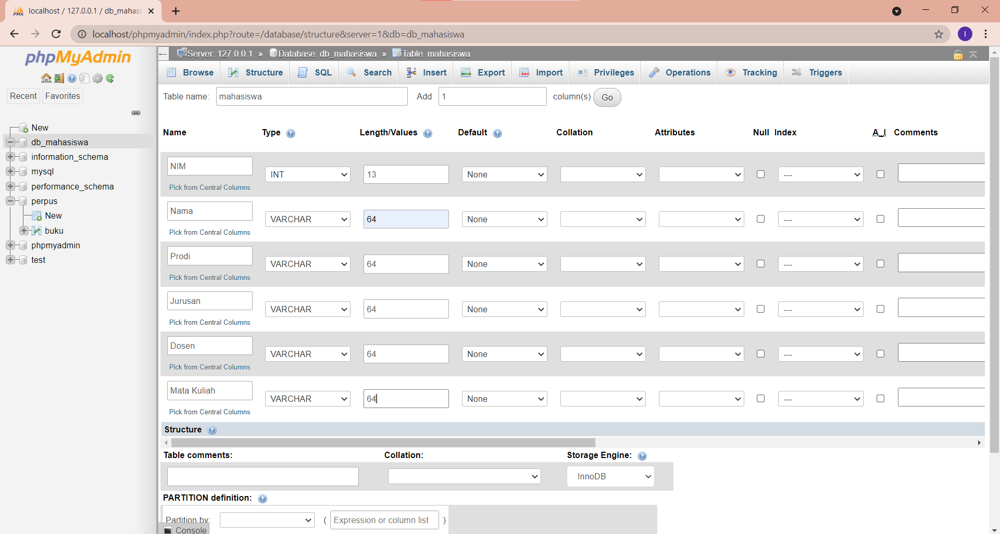 localhost / 127.0.0.1 / db_mahasi
localhost/phpmyadmin/index.php?route=/database/structure&server=1&db=db_mahasiswa
I
PMA
phpMyAdmin
Recent
Favorites
New
db_mahasiswa
information_schema
mysql
performance_schema
perpus
New
buku
phpmyadmin
test
Server: 127.0.0.1 » Database: db_mahasiswa » Table: mahasiswa
Browse Structure SQL Search Insert Export Import Privileges Operations Tracking Triggers
Table name: mahasiswa Add 1 column(s) Go
Name Type Length/Values Default Collation Attributes Null Index A_I Comments
NIM INT 13 None ---
Pick from Central Columns
Nama VARCHAR 64 None ---
Pick from Central Columns
Prodi VARCHAR 64 None ---
Pick from Central Columns
Jurusan VARCHAR 64 None ---
Pick from Central Columns
Dosen VARCHAR 64 None ---
Pick from Central Columns
Mata Kuliah VARCHAR 64 None ---
Pick from Central Columns
Structure
Table comments: Collation: Storage Engine:
InnoDB
PARTITION definition:
Partition by: ( Expression or column list )
Console